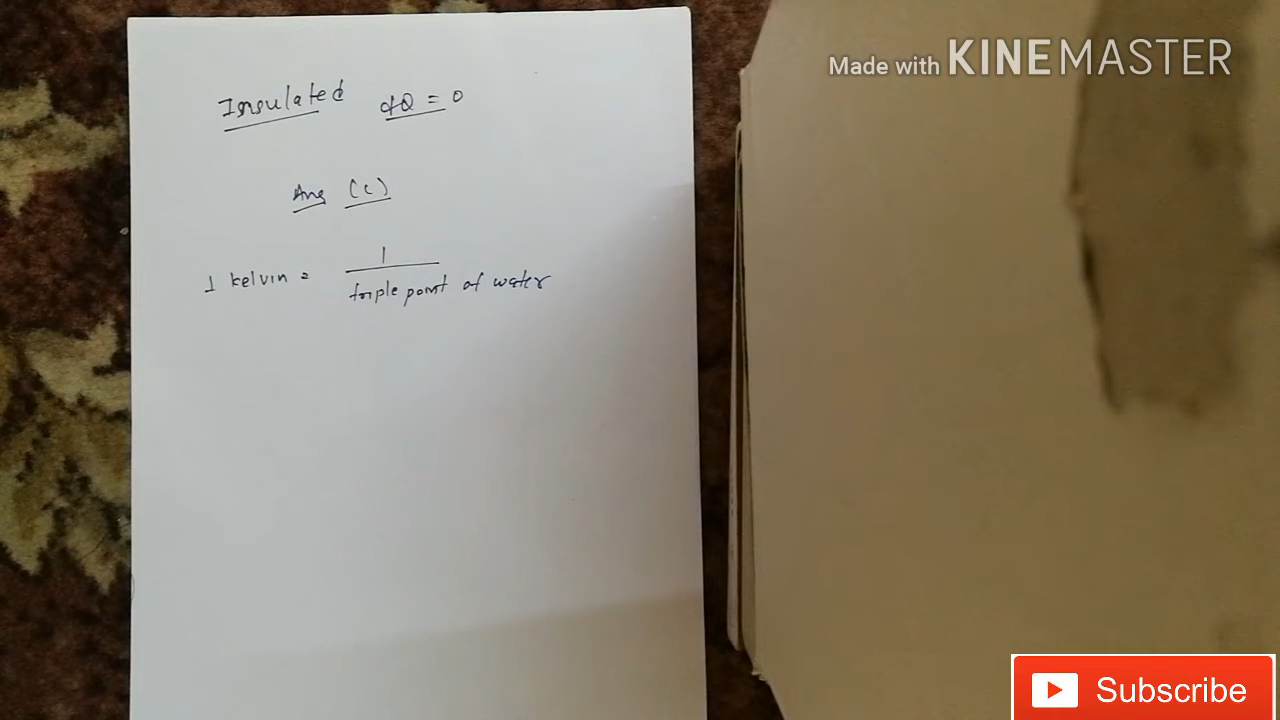 Made with KINEMASTER
Insulated dQ = 0
Ans (c)
1
1 kelvin =
triple point of water
Subscribe